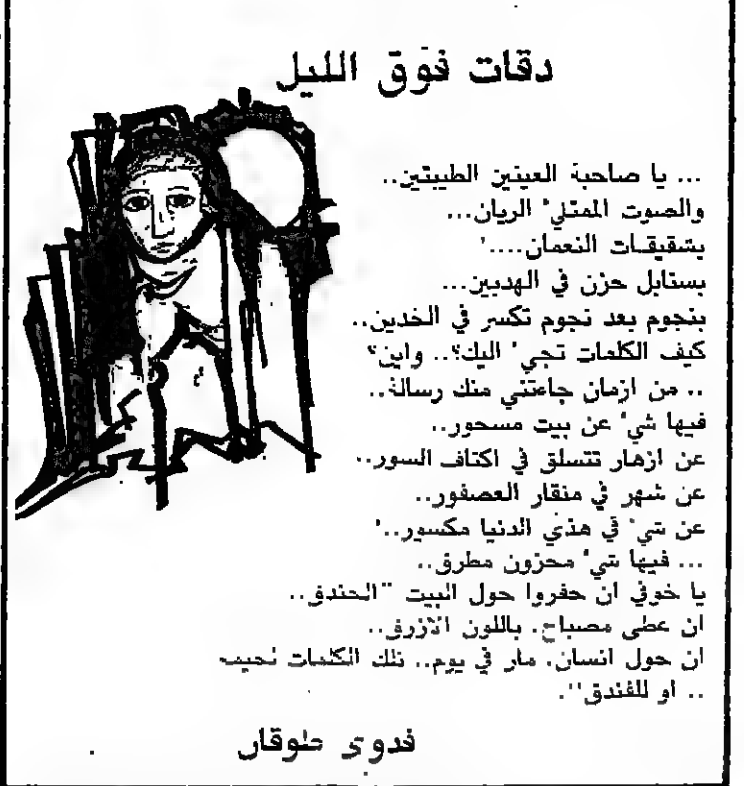 دقات فوق الليل
... يا صاحبة العينين الطيبتين..
والصوت الممتلئ الريان...
بشقيقات النعمان....'
بسنابل حزن في الهدبين...
بنجوم بعد نجوم تكسر في الخدين..
كيف الكلمات تجيء اليك؟.. واين؟
.. من ازمان جاءتني منك رسالة..
فيها شيء عن بيت مسحور..
عن ازهار تتسلق في اكتاف السور..
عن شهر في منقار العصفور..
عن شيء في هذي الدنيا مكسور..'
... فيها شيء محزون مطرق..
يا خوفي ان حفروا حول البيت "الخندق..
ان عطى مصباح. باللون الازرق..
ان حول انسان. مار في يوم.. تلك الكلمات
.. او للفندق".
فدوى طوقان